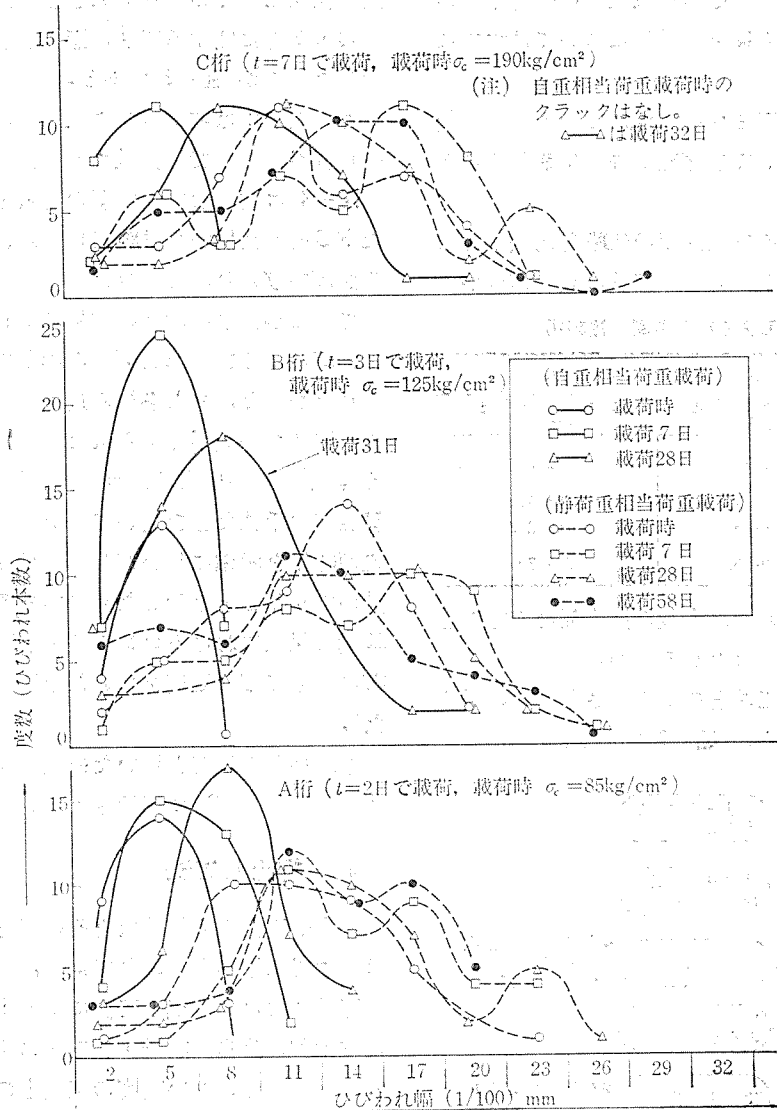 15
10
5
0
C桁 (t=7日で載荷, 載荷時σc=190kg/cm²)
(注) 自重相当荷重載荷時の
クラックはなし。
△—△は載荷32日
25
20
15
10
5
0
B桁 (t=3日で載荷,
載荷時 σc=125kg/cm²)
載荷31日
(自重相当荷重載荷)
載荷時
載荷7日
載荷28日
(静荷重相当荷重載荷)
載荷時
載荷7日
載荷28日
載荷58日
度数 (ひびわれ本数)
15
10
5
0
A桁 (t=2日で載荷, 載荷時 σc=85kg/cm²)
2 5 8 11 14 17 20 23 26 29 32
ひびわれ幅 (1/100) mm